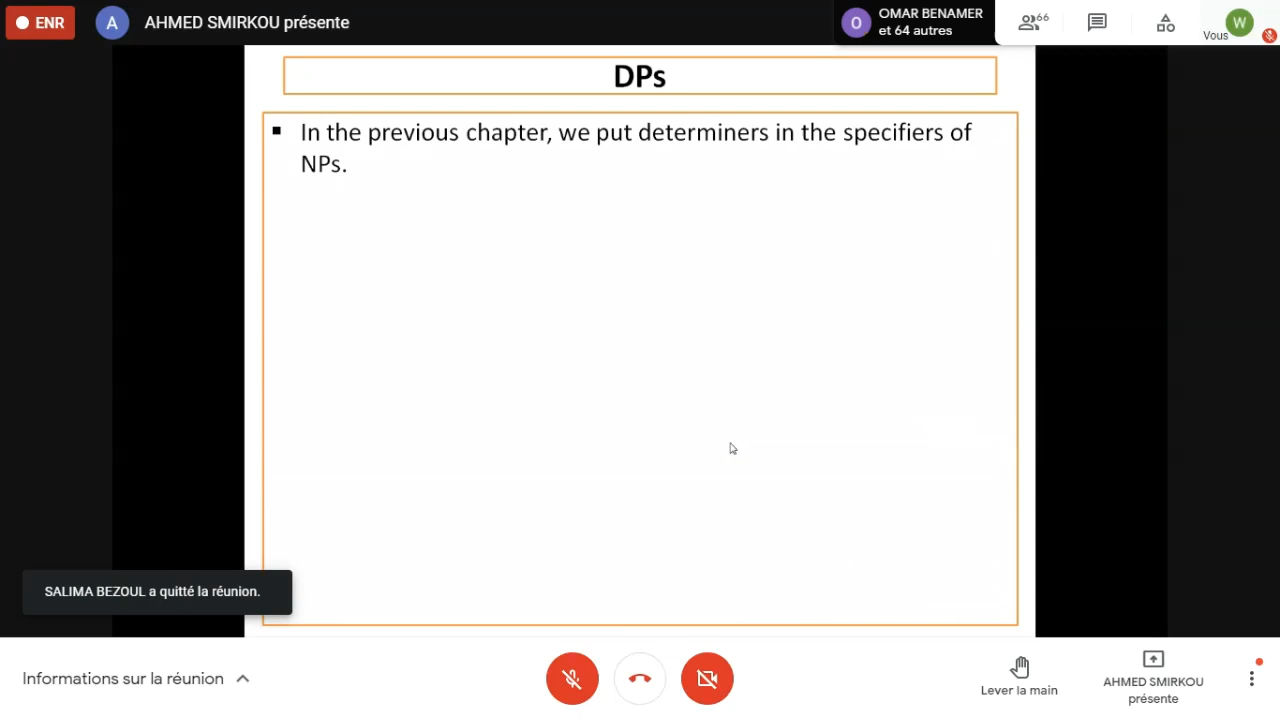 ENR
A
AHMED SMIRKOU présente
O
OMAR BENAMER
et 64 autres
66
Vous
W
DPs
In the previous chapter, we put determiners in the specifiers of
NPs.
SALIMA BEZOUL a quitté la réunion.
Informations sur la réunion
Lever la main
AHMED SMIRKOU
présente